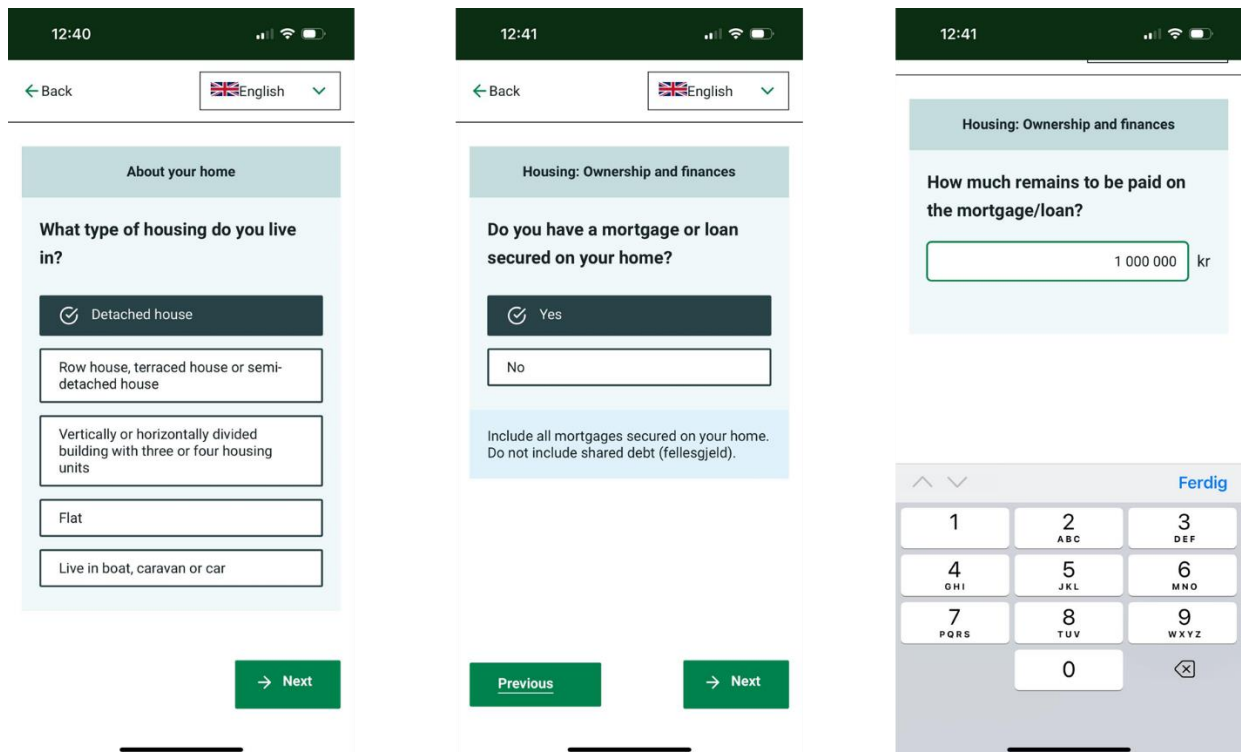 12:40
Back
English
About your home
What type of housing do you live
in?
Detached house
Row house, terraced house or semi-
detached house
Vertically or horizontally divided
building with three or four housing
units
Flat
Live in boat, caravan or car
Next
12:41
Back
English
Housing: Ownership and finances
Do you have a mortgage or loan
secured on your home?
Yes
No
Include all mortgages secured on your home.
Do not include shared debt (fellesgjeld).
Previous
Next
12:41
Housing: Ownership and finances
How much remains to be paid on
the mortgage/loan?
1 000 000 kr
Ferdig
1 2 3
ABC DEF
4 5 6
GHI JKL MNO
7 8 9
PQRS TUV WXYZ
0